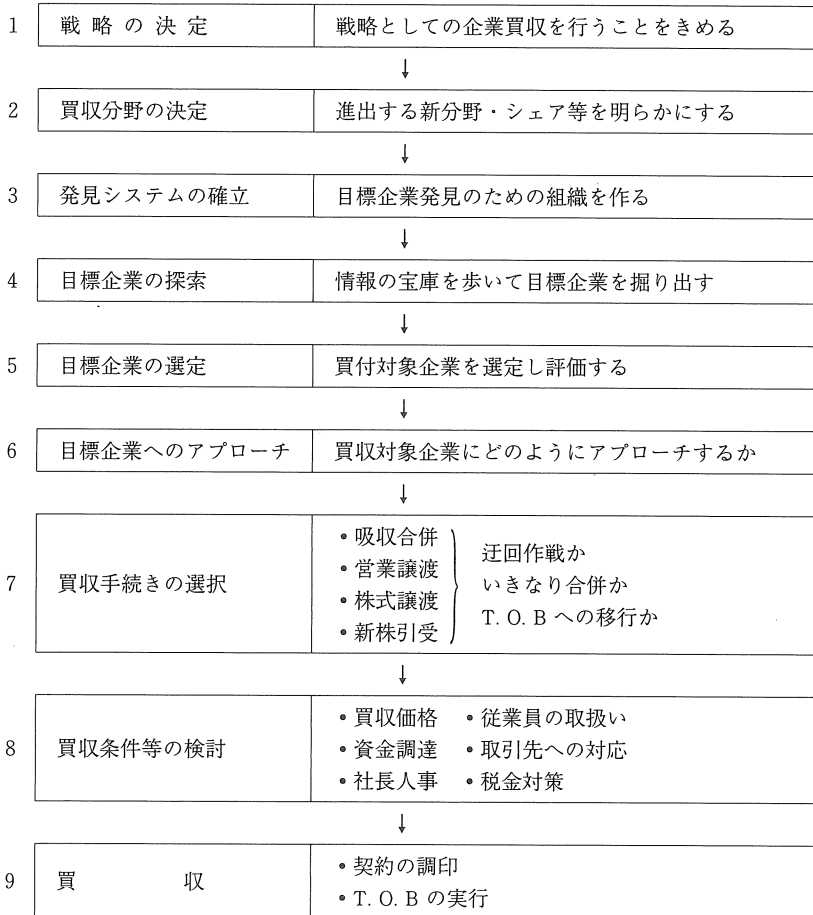 1 戦略の決定 戦略としての企業買収を行うことをきめる
↓
2 買収分野の決定 進出する新分野・シェア等を明らかにする
↓
3 発見システムの確立 目標企業発見のための組織を作る
↓
4 目標企業の探索 情報の宝庫を歩いて目標企業を掘り出す
↓
5 目標企業の選定 買付対象企業を選定し評価する
↓
6 目標企業へのアプローチ 買収対象企業にどのようにアプローチするか
↓
7 買収手続きの選択
•吸収合併
•営業譲渡
•株式譲渡
•新株引受
迂回作戦か
いきなり合併か
T. O. B への移行か
↓
8 買収条件等の検討
•買収価格 •従業員の取扱い
•資金調達 •取引先への対応
•社長人事 •税金対策
↓
9 買収
•契約の調印
•T. O. B の実行